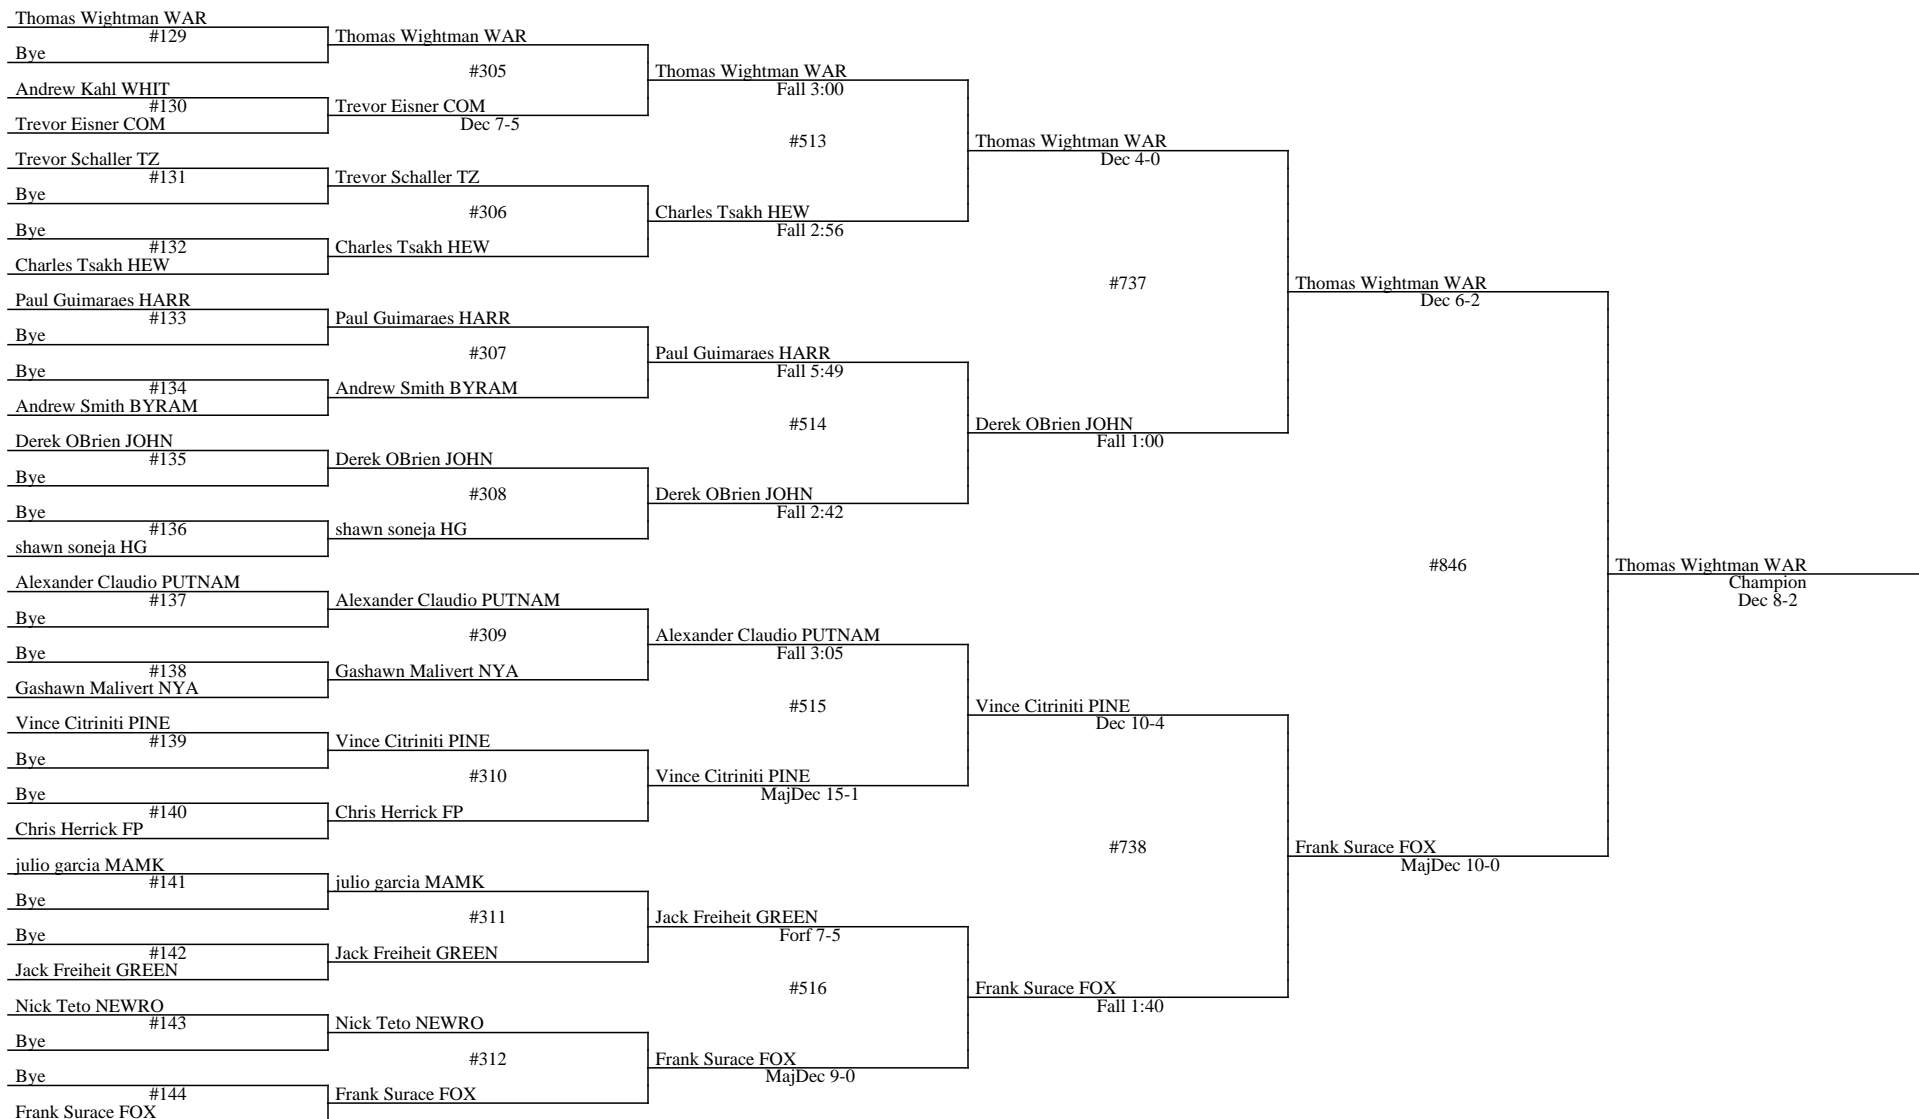 Thomas Wightman WAR
#129
Bye
Thomas Wightman WAR
#305
Andrew Kahl WHIT
#130
Trevor Eisner COM
Trevor Eisner COM
Dec 7-5
Thomas Wightman WAR
Fall 3:00
#513
Trevor Schaller TZ
#131
Bye
Trevor Schaller TZ
#306
Bye
#132
Charles Tsakh HEW
Charles Tsakh HEW
Charles Tsakh HEW
Fall 2:56
Thomas Wightman WAR
Dec 4-0
#737
Paul Guimaraes HARR
#133
Bye
Paul Guimaraes HARR
#307
Bye
#134
Andrew Smith BYRAM
Andrew Smith BYRAM
Paul Guimaraes HARR
Fall 5:49
#514
Derek OBrien JOHN
#135
Bye
Derek OBrien JOHN
#308
Bye
#136
shawn soneja HG
shawn soneja HG
Derek OBrien JOHN
Fall 2:42
Derek OBrien JOHN
Fall 1:00
Thomas Wightman WAR
Dec 6-2
#846
Thomas Wightman WAR
Champion
Dec 8-2
Alexander Claudio PUTNAM
#137
Bye
Alexander Claudio PUTNAM
#309
Bye
#138
Gashawn Malivert NYA
Gashawn Malivert NYA
Alexander Claudio PUTNAM
Fall 3:05
#515
Vince Citriniti PINE
#139
Bye
Vince Citriniti PINE
#310
Bye
#140
Chris Herrick FP
Chris Herrick FP
Vince Citriniti PINE
MajDec 15-1
Vince Citriniti PINE
Dec 10-4
#738
julio garcia MAMK
#141
Bye
julio garcia MAMK
#311
Bye
#142
Jack Freiheit GREEN
Jack Freiheit GREEN
Jack Freiheit GREEN
Forf 7-5
#516
Nick Teto NEWRO
#143
Bye
Nick Teto NEWRO
#312
Bye
#144
Frank Surace FOX
Frank Surace FOX
Frank Surace FOX
MajDec 9-0
Frank Surace FOX
Fall 1:40
Frank Surace FOX
MajDec 10-0